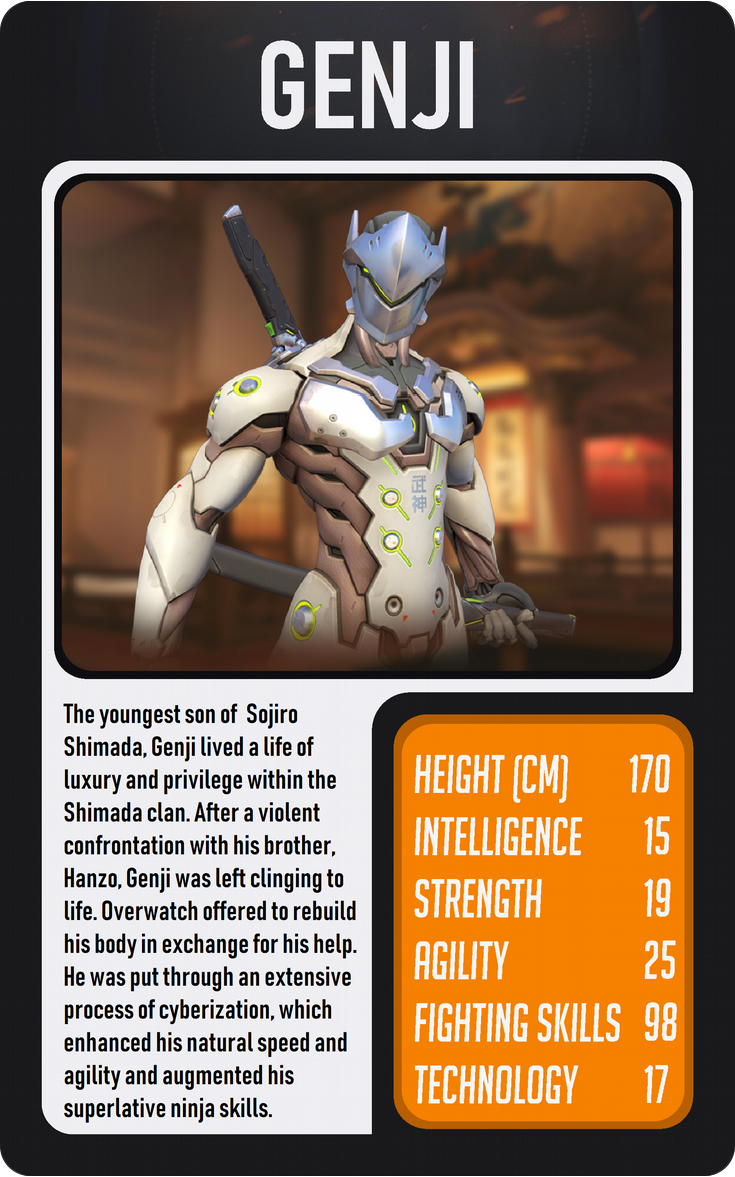 GENJI
武
神
The youngest son of  Sojiro
Shimada, Genji lived a life of
luxury and privilege within the
Shimada clan. After a violent
confrontation with his brother,
Hanzo, Genji was left clinging to
life. Overwatch offered to rebuild
his body in exchange for his help.
He was put through an extensive
process of cyberization, which
enhanced his natural speed and
agility and augmented his
superlative ninja skills.
HEIGHT (CM) 170
INTELLIGENCE 15
STRENGTH 19
AGILITY 25
FIGHTING SKILLS 98
TECHNOLOGY 17